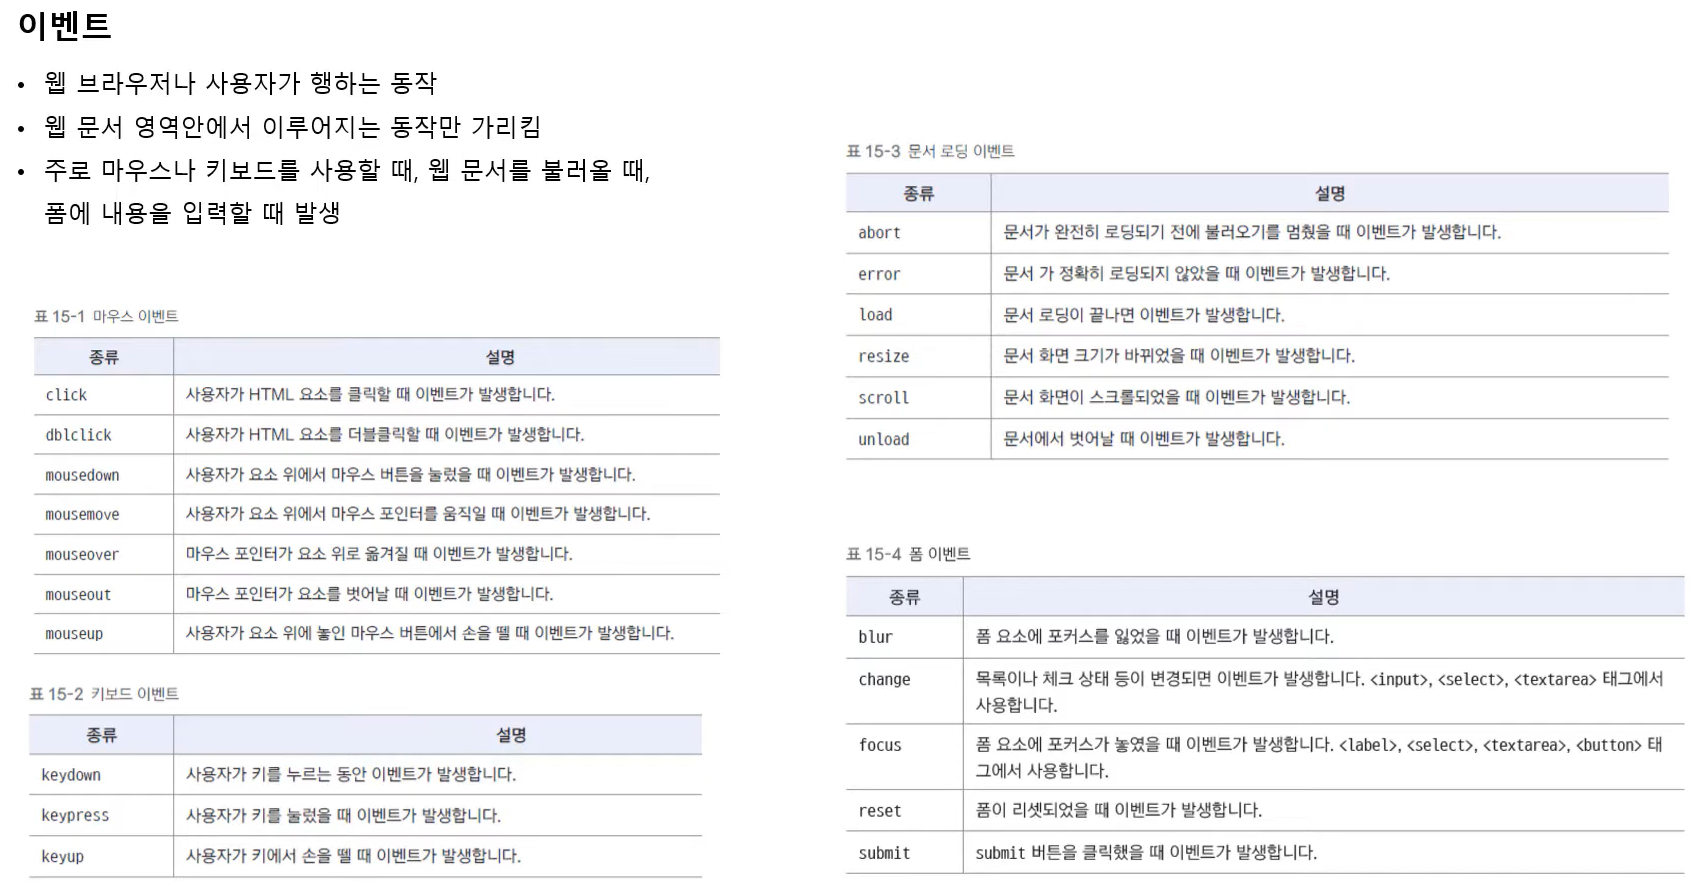 이벤트
• 웹 브라우저나 사용자가 행하는 동작
• 웹 문서 영역안에서 이루어지는 동작만 가리킴
• 주로 마우스나 키보드를 사용할 때, 웹 문서를 불러올 때,
폼에 내용을 입력할 때 발생
표 15-1 마우스 이벤트
종류 설명
click 사용자가 HTML 요소를 클릭할 때 이벤트가 발생합니다.
dblclick 사용자가 HTML 요소를 더블클릭할 때 이벤트가 발생합니다.
mousedown 사용자가 요소 위에서 마우스 버튼을 눌렀을 때 이벤트가 발생합니다.
mousemove 사용자가 요소 위에서 마우스 포인터를 움직일 때 이벤트가 발생합니다.
mouseover 마우스 포인터가 요소 위로 옮겨질 때 이벤트가 발생합니다.
mouseout 마우스 포인터가 요소를 벗어날 때 이벤트가 발생합니다.
mouseup 사용자가 요소 위에 놓인 마우스 버튼에서 손을 뗄 때 이벤트가 발생합니다.
표 15-2 키보드 이벤트
종류 설명
keydown 사용자가 키를 누르는 동안 이벤트가 발생합니다.
keypress 사용자가 키를 눌렀을 때 이벤트가 발생합니다.
keyup 사용자가 키에서 손을 뗄 때 이벤트가 발생합니다.
표 15-3 문서 로딩 이벤트
종류 설명
abort 문서가 완전히 로딩되기 전에 불러오기를 멈췄을 때 이벤트가 발생합니다.
error 문서 가 정확히 로딩되지 않았을 때 이벤트가 발생합니다.
load 문서 로딩이 끝나면 이벤트가 발생합니다.
resize 문서 화면 크기가 바뀌었을 때 이벤트가 발생합니다.
scroll 문서 화면이 스크롤되었을 때 이벤트가 발생합니다.
unload 문서에서 벗어날 때 이벤트가 발생합니다.
표 15-4 폼 이벤트
종류 설명
blur 폼 요소에 포커스를 잃었을 때 이벤트가 발생합니다.
change 목록이나 체크 상태 등이 변경되면 이벤트가 발생합니다. <input>, <select>, <textarea> 태그에서
사용합니다.
focus 폼 요소에 포커스가 놓였을 때 이벤트가 발생합니다. <label>, <select>, <textarea>, <button> 태
그에서 사용합니다.
reset 폼이 리셋되었을 때 이벤트가 발생합니다.
submit submit 버튼을 클릭했을 때 이벤트가 발생합니다.